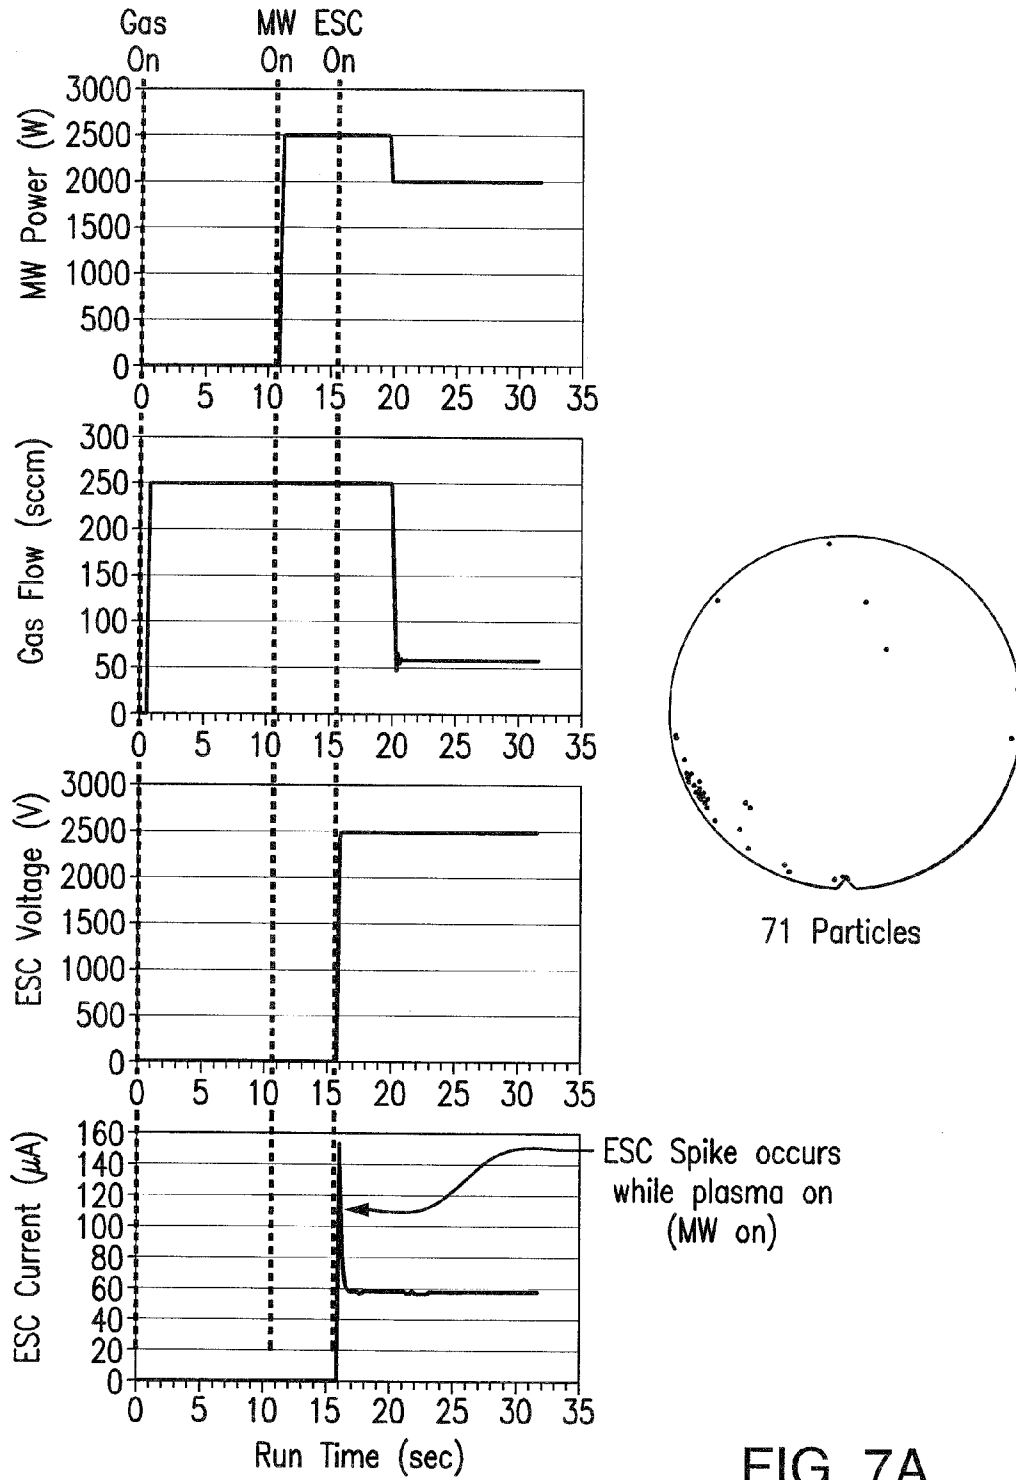 Gas MW ESC
On On On
MW Power (W)
3000
2500
2000
1500
1000
500
0
0 5 10 15 20 25 30 35
Gas Flow (sccm)
300
250
200
150
100
50
0
0 5 10 15 20 25 30 35
71 Particles
ESC Voltage (V)
3000
2500
2000
1500
1000
500
0
0 5 10 15 20 25 30 35
ESC Current (μA)
160
140
120
100
80
60
40
20
0
0 5 10 15 20 25 30 35
Run Time (sec)
ESC Spike occurs
while plasma on
(MW on)
FIG. 7A